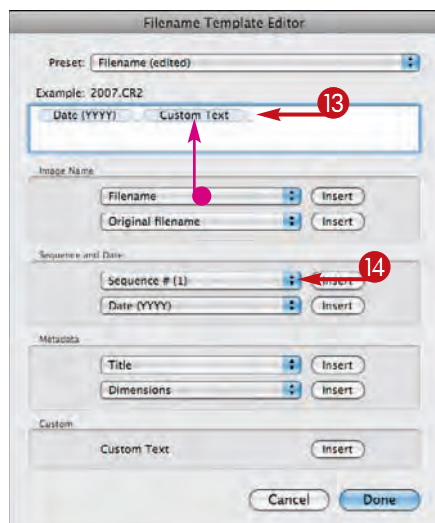 Filename Template Editor
Preset: Filename (edited)
Example: 2007.CR2
Date (YYYY) Custom Text 13
Image Name
Filename Insert
Original filename Insert
Sequence and Date
14
Sequence # (1) Insert
Date (YYYY) Insert
Metadata
Title Insert
Dimensions Insert
Custom
Custom Text Insert
Cancel Done